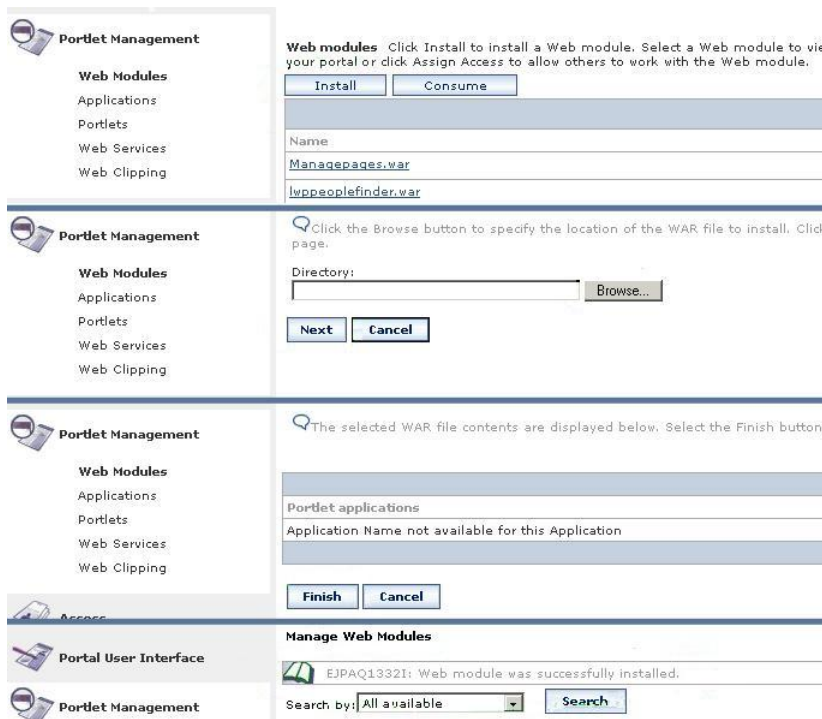 Portlet Management
Web Modules
Applications
Portlets
Web Services
Web Clipping
Web modules Click Install to install a Web module. Select a Web module to vie
your portal or click Assign Access to allow others to work with the Web module.
Install Consume
Name
Managepages.war
lwppeoplefinder.war
Portlet Management
Web Modules
Applications
Portlets
Web Services
Web Clipping
Click the Browse button to specify the location of the WAR file to install. Click
page.
Directory:
Browse...
Next Cancel
Portlet Management
Web Modules
Applications
Portlets
Web Services
Web Clipping
Access
The selected WAR file contents are displayed below. Select the Finish button
Portlet applications
Application Name not available for this Application
Finish Cancel
Portal User Interface
Portlet Management
Manage Web Modules
EJPAQ1332I: Web module was successfully installed.
Search by: All available Search